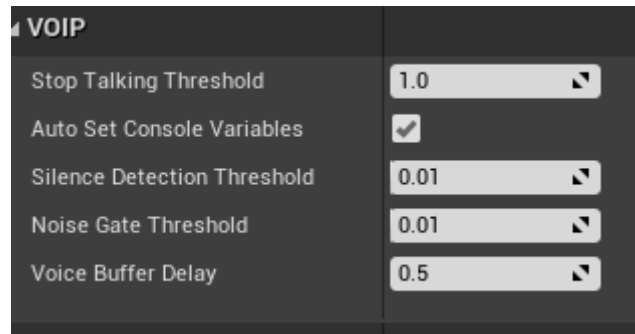 VOIP
Stop Talking Threshold 1.0
Auto Set Console Variables
Silence Detection Threshold 0.01
Noise Gate Threshold 0.01
Voice Buffer Delay 0.5